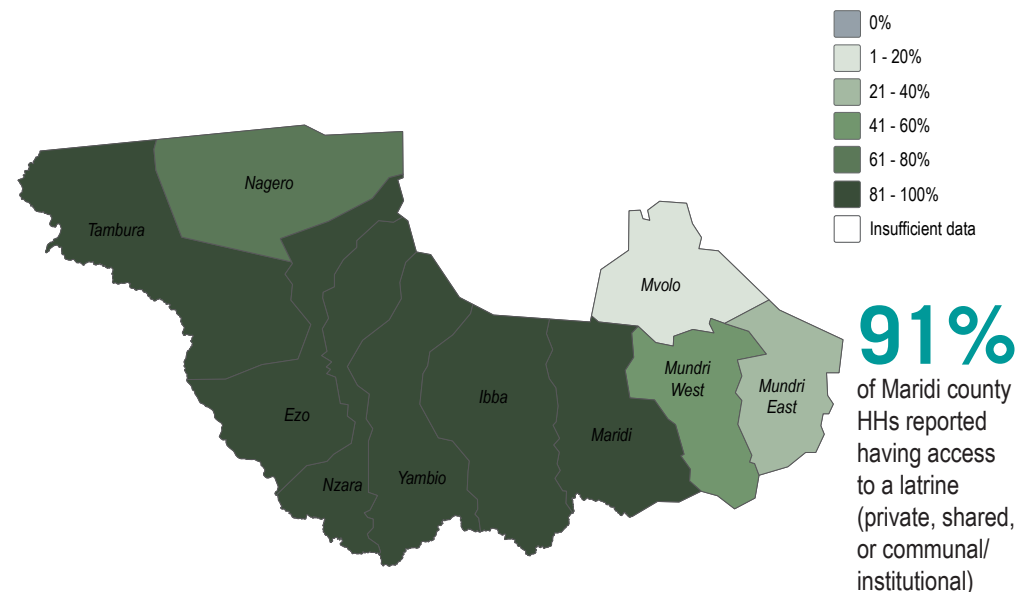 0%
1 - 20%
21 - 40%
41 - 60%
61 - 80%
81 - 100%
Insufficient data
Nagero
Tambura
Mvolo
Mundri
West
Mundri
East
Ibba
Ezo
Maridi
Yambio
Nzara
91%
of Maridi county
HHs reported
having access
to a latrine
(private, shared,
or communal/
institutional)